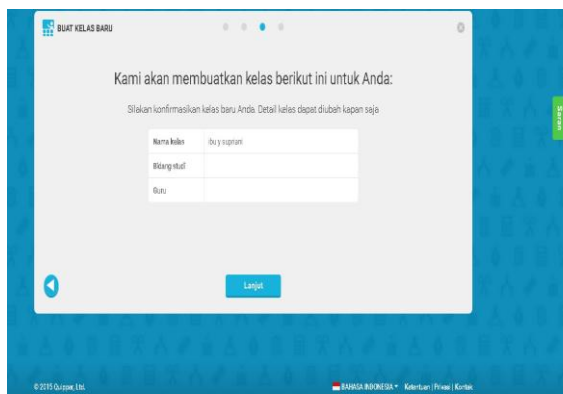 BUAT KELAS BARU
Kami akan membuatkan kelas berikut ini untuk Anda:
Silakan konfirmasikan kelas baru Anda. Detail kelas dapat diubah kapan saja
Nama kelas ibu y supriani
Bidang studi
Guru
Lanjut
Saran
© 2015 Quipper, Ltd. BAHASA INDONESIA Ketentuan | Privasi | Kontak